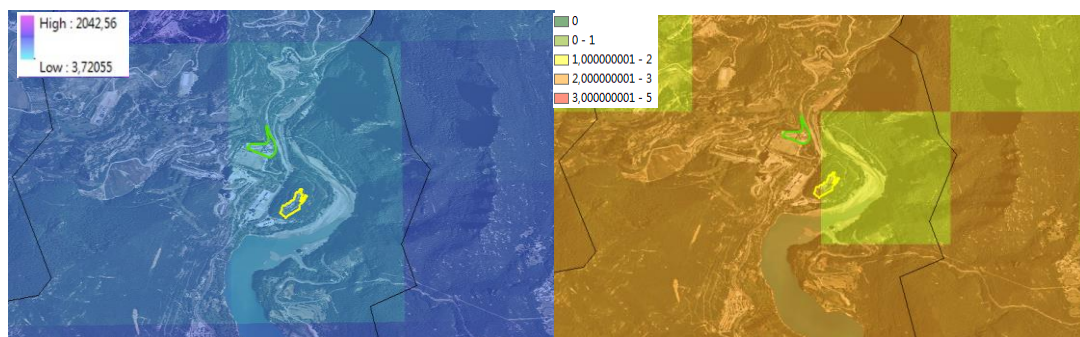 High : 2042,56
Low : 3,72055
0
0 - 1
1,000000001 - 2
2,000000001 - 3
3,000000001 - 5